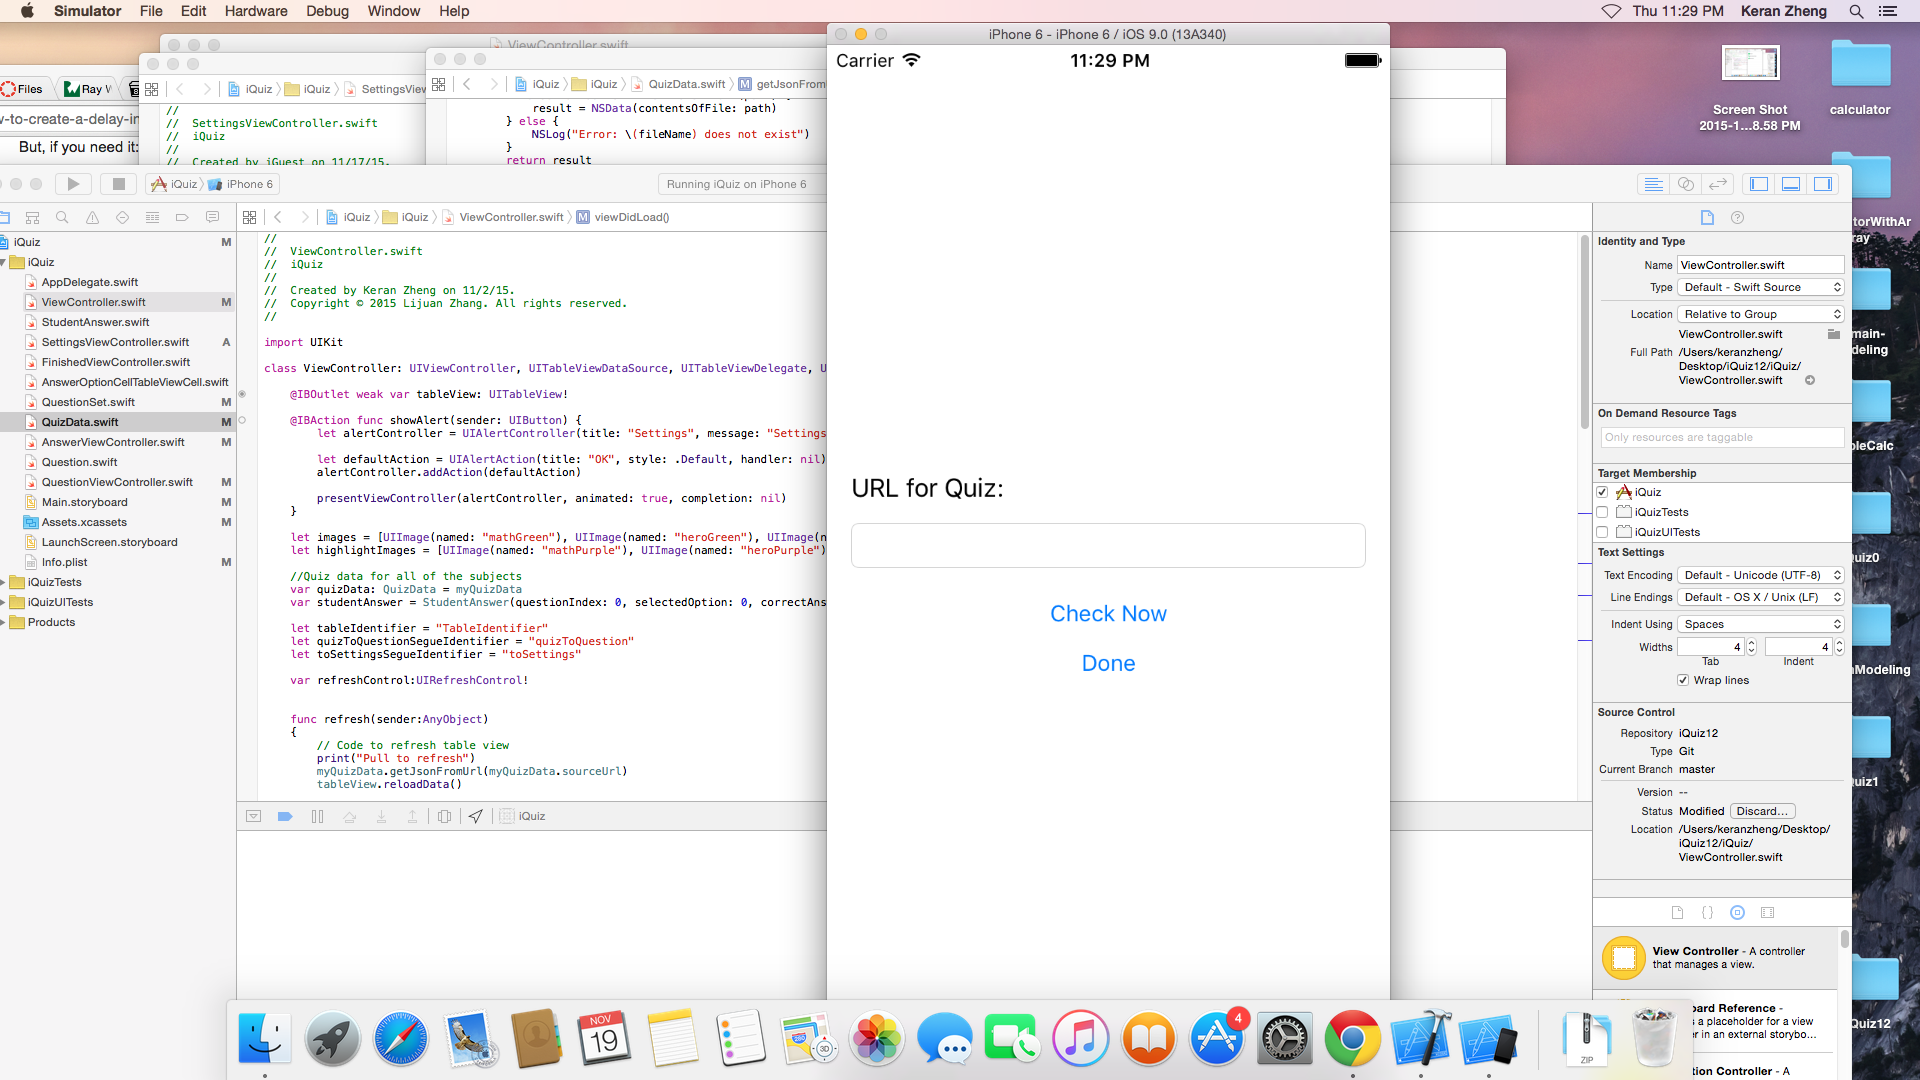 Simulator File Edit Hardware Debug Window Help
Thu 11:29 PM Keran Zheng
ViewController.swift
Files
Ray W
w-to-create-a-delay-in
But, if you need it:
iQuiz iQuiz SettingsView
//
// SettingsViewController.swift
// iQuiz
//
// Created by iGuest on 11/17/15.
iQuiz iQuiz QuizData.swift M getJsonFrom
result = NSData(contentsOfFile: path)
} else {
NSLog("Error: \(fileName) does not exist")
}
return result
iQuiz iPhone 6
Running iQuiz on iPhone 6
iQuiz M
iQuiz
AppDelegate.swift
ViewController.swift M
StudentAnswer.swift
SettingsViewController.swift A
FinishedViewController.swift
AnswerOptionCellTableViewCell.swift
QuestionSet.swift M
QuizData.swift M
AnswerViewController.swift M
Question.swift
QuestionViewController.swift M
Main.storyboard M
Assets.xcassets M
LaunchScreen.storyboard
Info.plist M
iQuizTests
iQuizUITests
Products
iQuiz iQuiz ViewController.swift M viewDidLoad()
//
// ViewController.swift
// iQuiz
//
// Created by Keran Zheng on 11/2/15.
// Copyright © 2015 Lijuan Zhang. All rights reserved.
//
import UIKit
class ViewController: UIViewController, UITableViewDataSource, UITableViewDelegate, U
@IBOutlet weak var tableView: UITableView!
@IBAction func showAlert(sender: UIButton) {
let alertController = UIAlertController(title: "Settings", message: "Settings
let defaultAction = UIAlertAction(title: "OK", style: .Default, handler: nil)
alertController.addAction(defaultAction)
presentViewController(alertController, animated: true, completion: nil)
}
let images = [UIImage(named: "mathGreen"), UIImage(named: "heroGreen"), UIImage(n
let highlightImages = [UIImage(named: "mathPurple"), UIImage(named: "heroPurple")
//Quiz data for all of the subjects
var quizData: QuizData = myQuizData
var studentAnswer = StudentAnswer(questionIndex: 0, selectedOption: 0, correctAns
let tableIdentifier = "TableIdentifier"
let quizToQuestionSegueIdentifier = "quizToQuestion"
let toSettingsSegueIdentifier = "toSettings"
var refreshControl:UIRefreshControl!
func refresh(sender:AnyObject)
{
// Code to refresh table view
print("Pull to refresh")
myQuizData.getJsonFromUrl(myQuizData.sourceUrl)
tableView.reloadData()
iQuiz
iPhone 6 - iPhone 6 / iOS 9.0 (13A340)
Carrier 11:29 PM
URL for Quiz:
Check Now
Done
Identity and Type
Name ViewController.swift
Type Default - Swift Source
Location Relative to Group
ViewController.swift
Full Path /Users/keranzheng/
Desktop/iQuiz12/iQuiz/
ViewController.swift
On Demand Resource Tags
Only resources are taggable
Target Membership
iQuiz
iQuizTests
iQuizUITests
Text Settings
Text Encoding Default - Unicode (UTF-8)
Line Endings Default - OS X / Unix (LF)
Indent Using Spaces
Widths 4 4
Tab Indent
Wrap lines
Source Control
Repository iQuiz12
Type Git
Current Branch master
Version --
Status Modified Discard...
Location /Users/keranzheng/Desktop/
iQuiz12/iQuiz/
ViewController.swift
{}
View Controller - A controller
that manages a view.
board Reference -
s a placeholder for a view
er in an external storybo...
ction Controller - A
Screen Shot
2015-1...8.58 PM
calculator
torWithAr
ray
main-
deling
bleCalc
Quiz0
nModeling
Quiz1
Quiz12
NOV
19
280
3D
4
ZIP